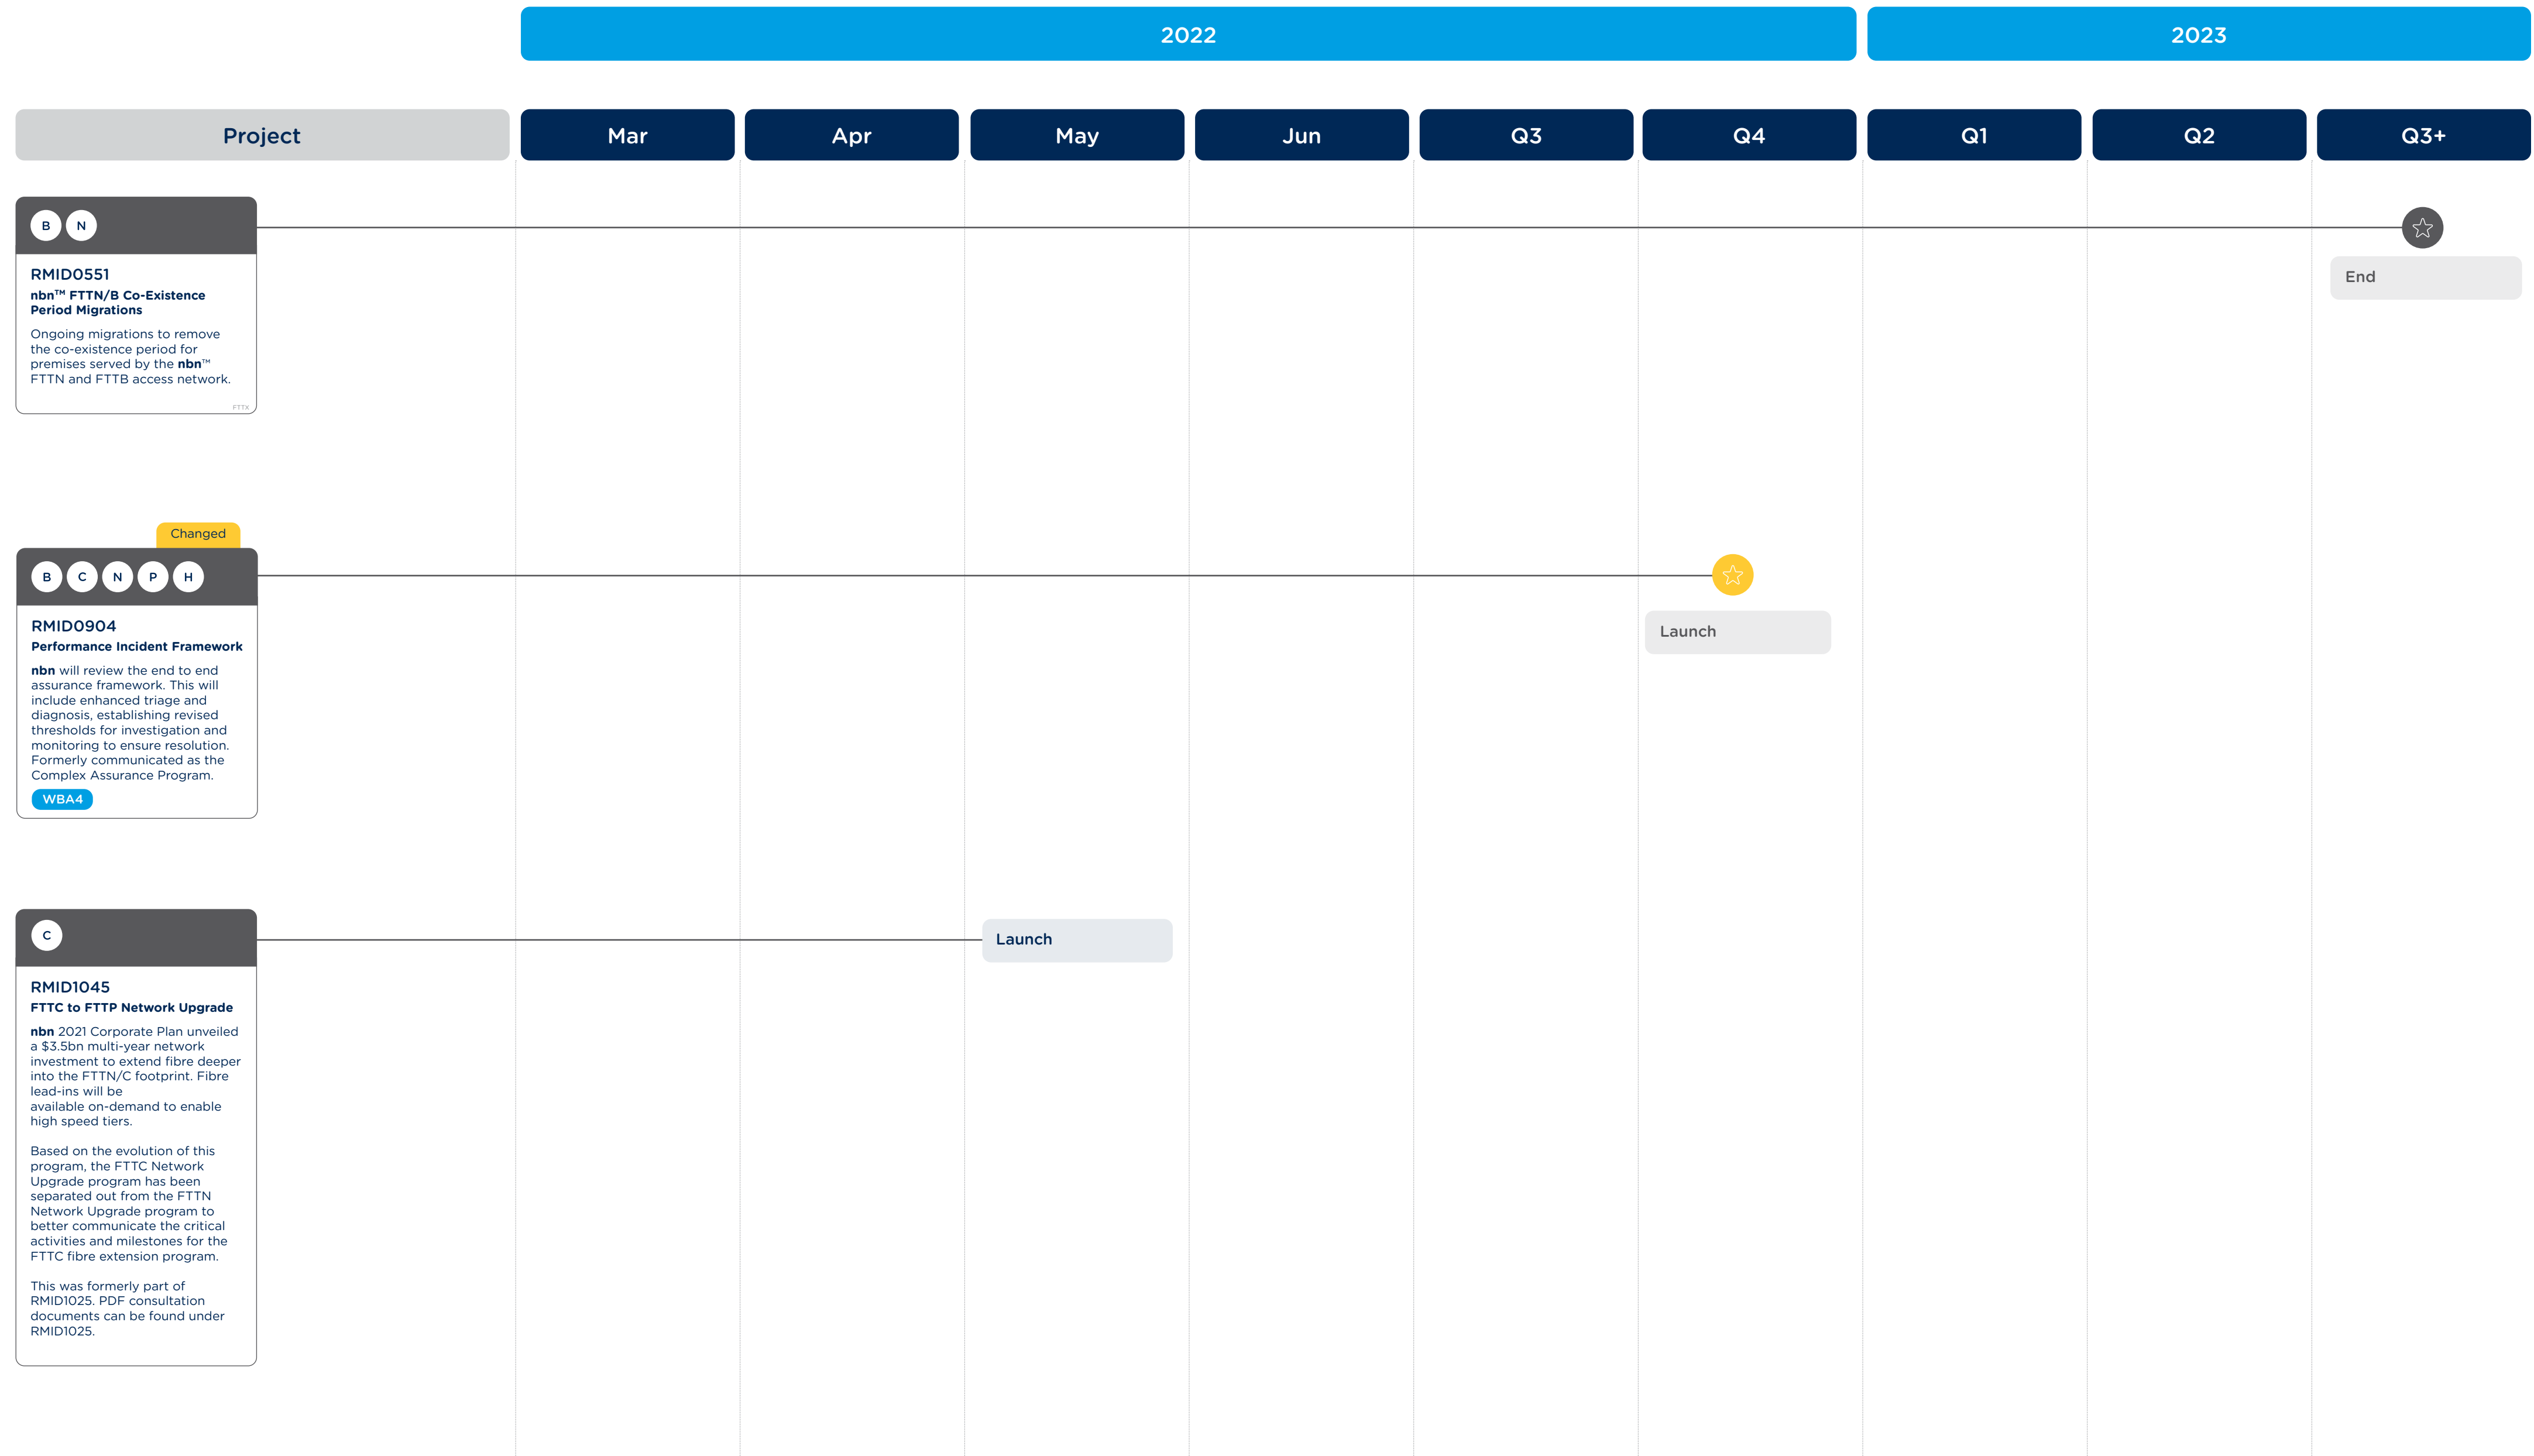 2022
2023
Project
Mar
Apr
May
Jun
Q3
Q4
Q1
Q2
Q3+
B N
RMID0551
nbn™ FTTN/B Co-Existence
Period Migrations
Ongoing migrations to remove
the co-existence period for
premises served by the nbn™
FTTN and FTTB access network.
FTTX
End
Changed
B C N P H
RMID0904
Performance Incident Framework
nbn will review the end to end
assurance framework. This will
include enhanced triage and
diagnosis, establishing revised
thresholds for investigation and
monitoring to ensure resolution.
Formerly communicated as the
Complex Assurance Program.
WBA4
Launch
C
RMID1045
FTTC to FTTP Network Upgrade
nbn 2021 Corporate Plan unveiled
a $3.5bn multi-year network
investment to extend fibre deeper
into the FTTN/C footprint. Fibre
lead-ins will be
available on-demand to enable
high speed tiers.
Based on the evolution of this
program, the FTTC Network
Upgrade program has been
separated out from the FTTN
Network Upgrade program to
better communicate the critical
activities and milestones for the
FTTC fibre extension program.
This was formerly part of
RMID1025. PDF consultation
documents can be found under
RMID1025.
Launch